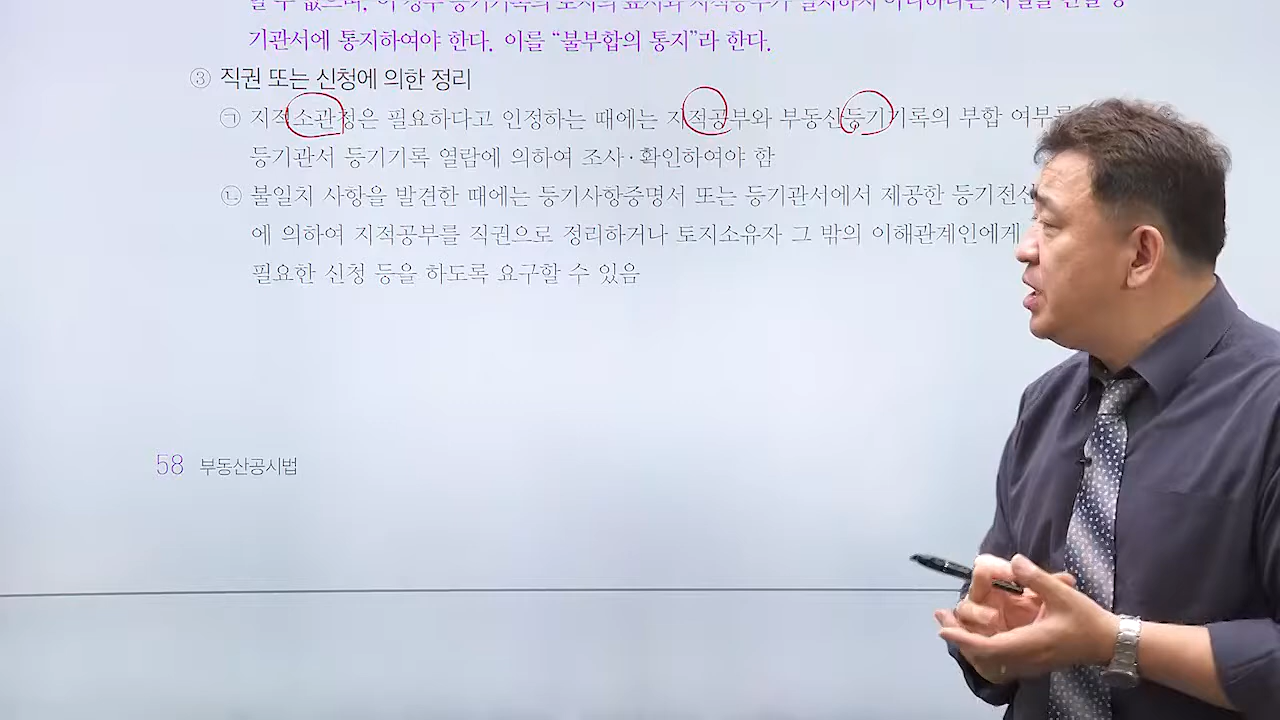 기관서에 통지하여야 한다. 이를 “불부합의 통지”라 한다.
③ 직권 또는 신청에 의한 정리
㉠ 지적소관청은 필요하다고 인정하는 때에는 지적공부와 부동산등기기록의 부합 여부를
등기관서 등기기록 열람에 의하여 조사·확인하여야 함
㉡ 불일치 사항을 발견한 때에는 등기사항증명서 또는 등기관서에서 제공한 등기전산
에 의하여 지적공부를 직권으로 정리하거나 토지소유자 그 밖의 이해관계인에게
필요한 신청 등을 하도록 요구할 수 있음
58 부동산공시법